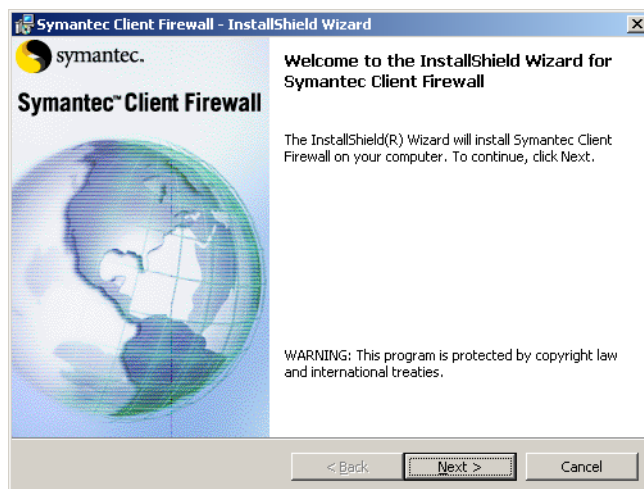 Symantec Client Firewall - InstallShield Wizard
symantec.
Symantec™ Client Firewall
Welcome to the InstallShield Wizard for
Symantec Client Firewall
The InstallShield(R) Wizard will install Symantec Client
Firewall on your computer. To continue, click Next.
WARNING: This program is protected by copyright law
and international treaties.
< Back
Next >
Cancel